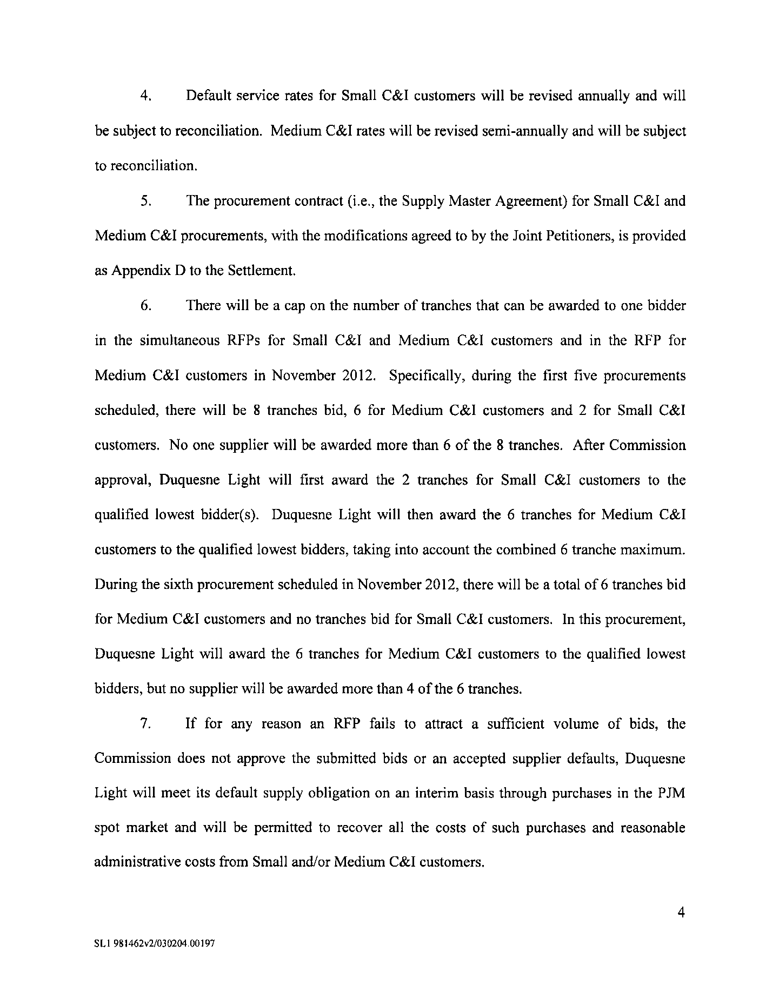 4. Default service rates for Small C&I customers will be revised annually and will
be subject to reconciliation. Medium C&I rates will be revised semi-annually and will be subject
to reconciliation.
5. The procurement contract (i.e., the Supply Master Agreement) for Small C&I and
Medium C&I procurements, with the modifications agreed to by the Joint Petitioners, is provided
as Appendix D to the Settlement.
6. There will be a cap on the number of tranches that can be awarded to one bidder
in the simultaneous RFPs for Small C&I and Medium C&I customers and in the RFP for
Medium C&I customers in November 2012. Specifically, during the first five procurements
scheduled, there will be 8 tranches bid, 6 for Medium C&I customers and 2 for Small C&I
customers. No one supplier will be awarded more than 6 of the 8 tranches. After Commission
approval, Duquesne Light will first award the 2 tranches for Small C&I customers to the
qualified lowest bidder(s). Duquesne Light will then award the 6 tranches for Medium C&I
customers to the qualified lowest bidders, taking into account the combined 6 tranche maximum.
During the sixth procurement scheduled in November 2012, there will be a total of 6 tranches bid
for Medium C&I customers and no tranches bid for Small C&I customers. In this procurement,
Duquesne Light will award the 6 tranches for Medium C&I customers to the qualified lowest
bidders, but no supplier will be awarded more than 4 of the 6 tranches.
7. If for any reason an RFP fails to attract a sufficient volume of bids, the
Commission does not approve the submitted bids or an accepted supplier defaults, Duquesne
Light will meet its default supply obligation on an interim basis through purchases in the PJM
spot market and will be permitted to recover all the costs of such purchases and reasonable
administrative costs from Small and/or Medium C&I customers.
4
SL1 981462v2/030204.00197